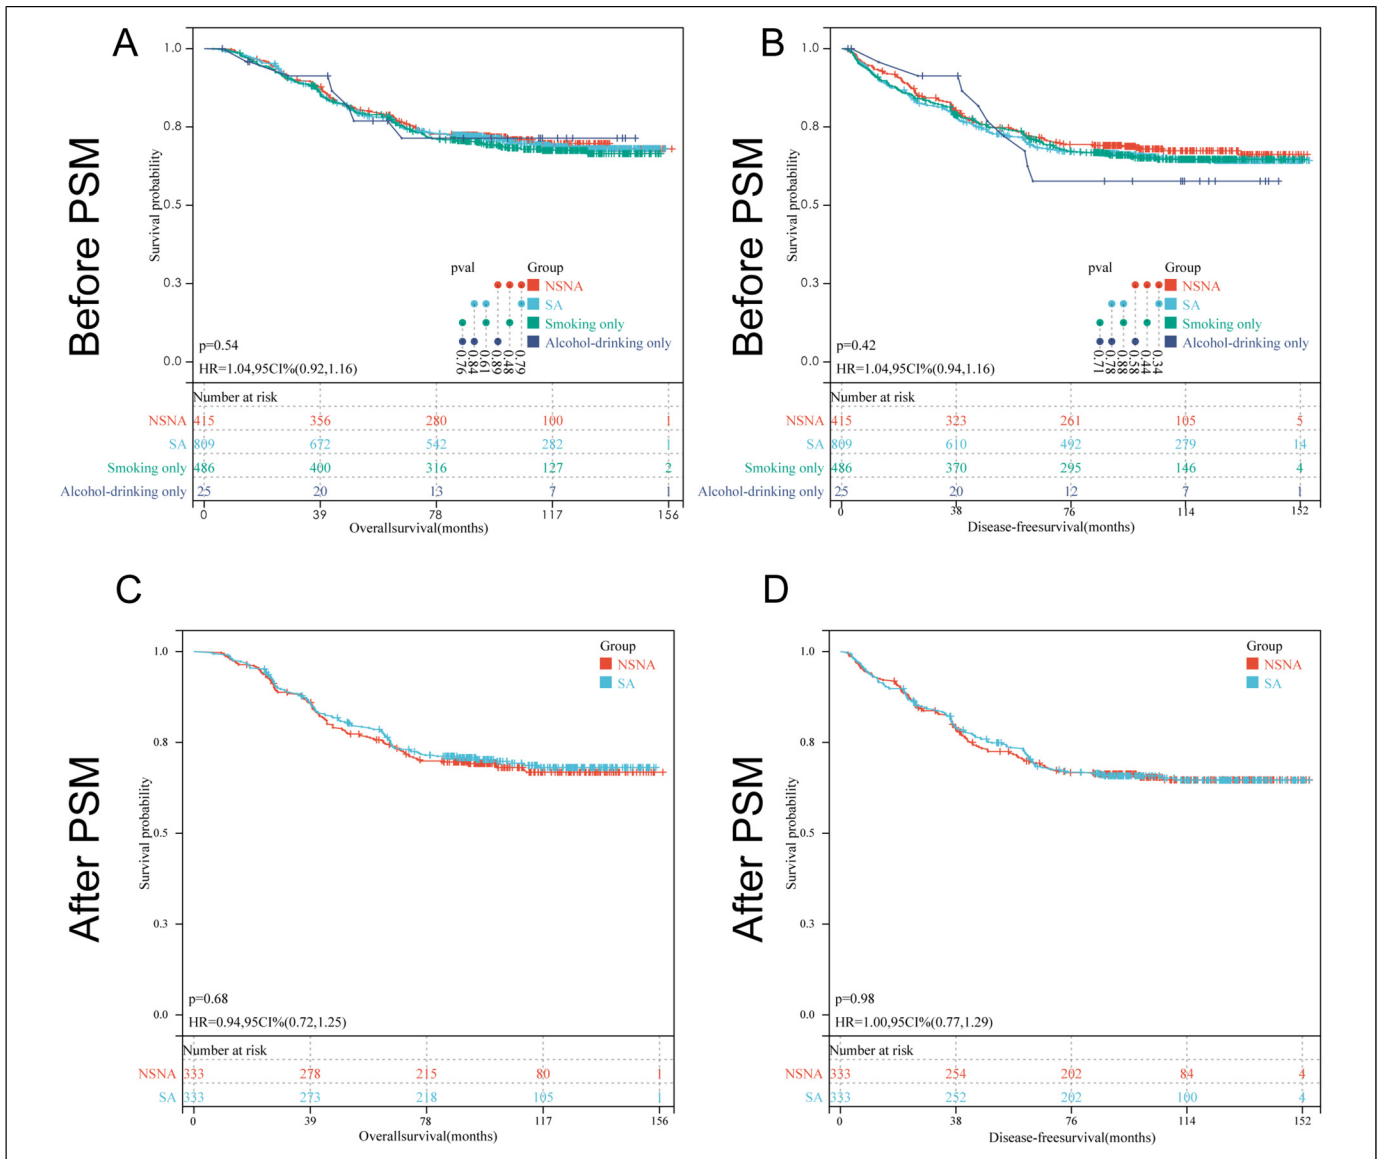 Before PSM
A
1.0
0.8
0.5
0.3
0.0
Survival probability
pval
Group
NSNA
SA
Smoking only
Alcohol-drinking only
0.76
0.84
0.61
0.89
0.48
0.79
p=0.54
HR=1.04,95CI%(0.92,1.16)
Number at risk
NSNA 415 356 280 100 1
SA 809 672 542 282 1
Smoking only 486 400 316 127 2
Alcohol-drinking only 25 20 13 7 1
0 39 78 117 156
Overallsurvival(months)
Before PSM
B
1.0
0.8
0.5
0.3
0.0
Survival probability
pval
Group
NSNA
SA
Smoking only
Alcohol-drinking only
0.71
0.78
0.88
0.58
0.44
0.34
p=0.42
HR=1.04,95CI%(0.94,1.16)
Number at risk
NSNA 415 323 261 105 5
SA 809 610 492 279 14
Smoking only 486 370 295 146 4
Alcohol-drinking only 25 20 12 7 1
0 38 76 114 152
Disease-freesurvival(months)
After PSM
C
1.0
0.8
0.5
0.3
0.0
Survival probability
Group
NSNA
SA
p=0.68
HR=0.94,95CI%(0.72,1.25)
Number at risk
NSNA 333 278 215 80 1
SA 333 273 218 105 1
0 39 78 117 156
Overallsurvival(months)
After PSM
D
1.0
0.8
0.5
0.3
0.0
Survival probability
Group
NSNA
SA
p=0.98
HR=1.00,95CI%(0.77,1.29)
Number at risk
NSNA 333 254 202 84 4
SA 333 252 202 100 4
0 38 76 114 152
Disease-freesurvival(months)